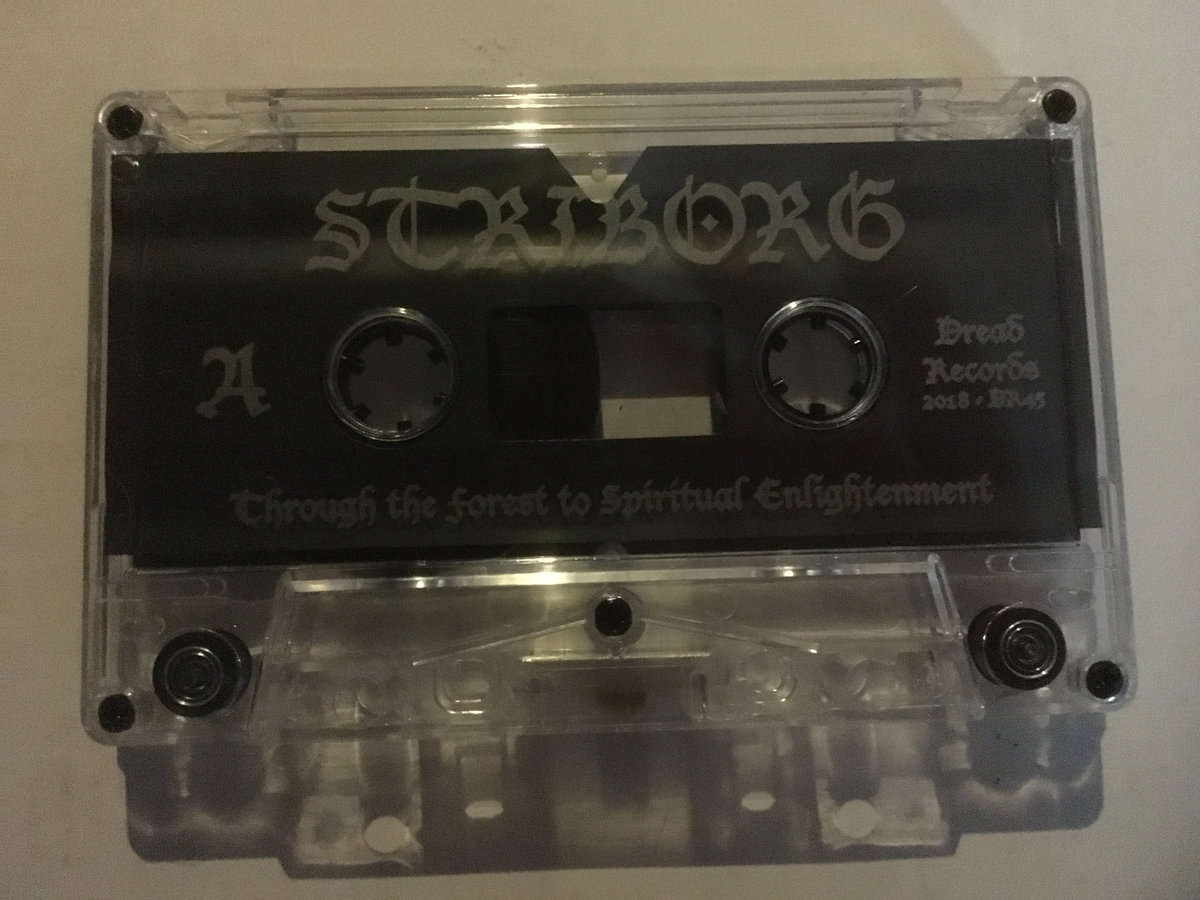 STRIBORG
A
Dread
Records
2018 · DR45
Through the Forest to Spiritual Enlightenment